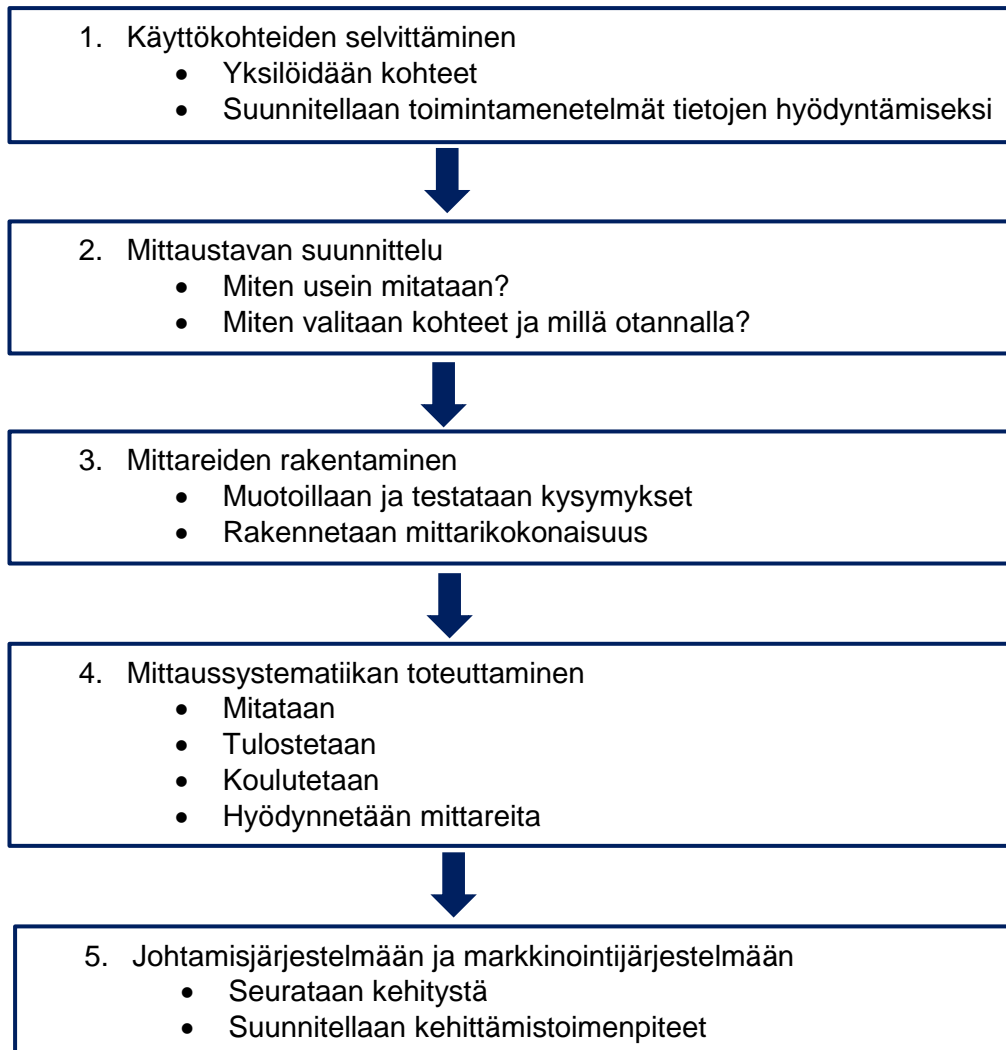 1. Käyttökohteiden selvittäminen
• Yksilöidään kohteet
• Suunnitellaan toimintamenetelmät tietojen hyödyntämiseksi
2. Mittaustavan suunnittelu
• Miten usein mitataan?
• Miten valitaan kohteet ja millä otannalla?
3. Mittareiden rakentaminen
• Muotoillaan ja testataan kysymykset
• Rakennetaan mittarikokonaisuus
4. Mittaussystematiikan toteuttaminen
• Mitataan
• Tulostetaan
• Koulutetaan
• Hyödynnetään mittareita
5. Johtamisjärjestelmään ja markkinointijärjestelmään
• Seurataan kehitystä
• Suunnitellaan kehittämistoimenpiteet